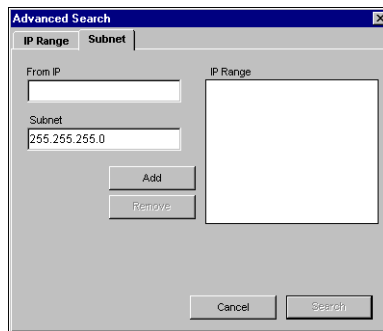 Advanced Search
IP Range Subnet
From IP
IP Range
Subnet
255.255.255.0
Add
Remove
Cancel Search